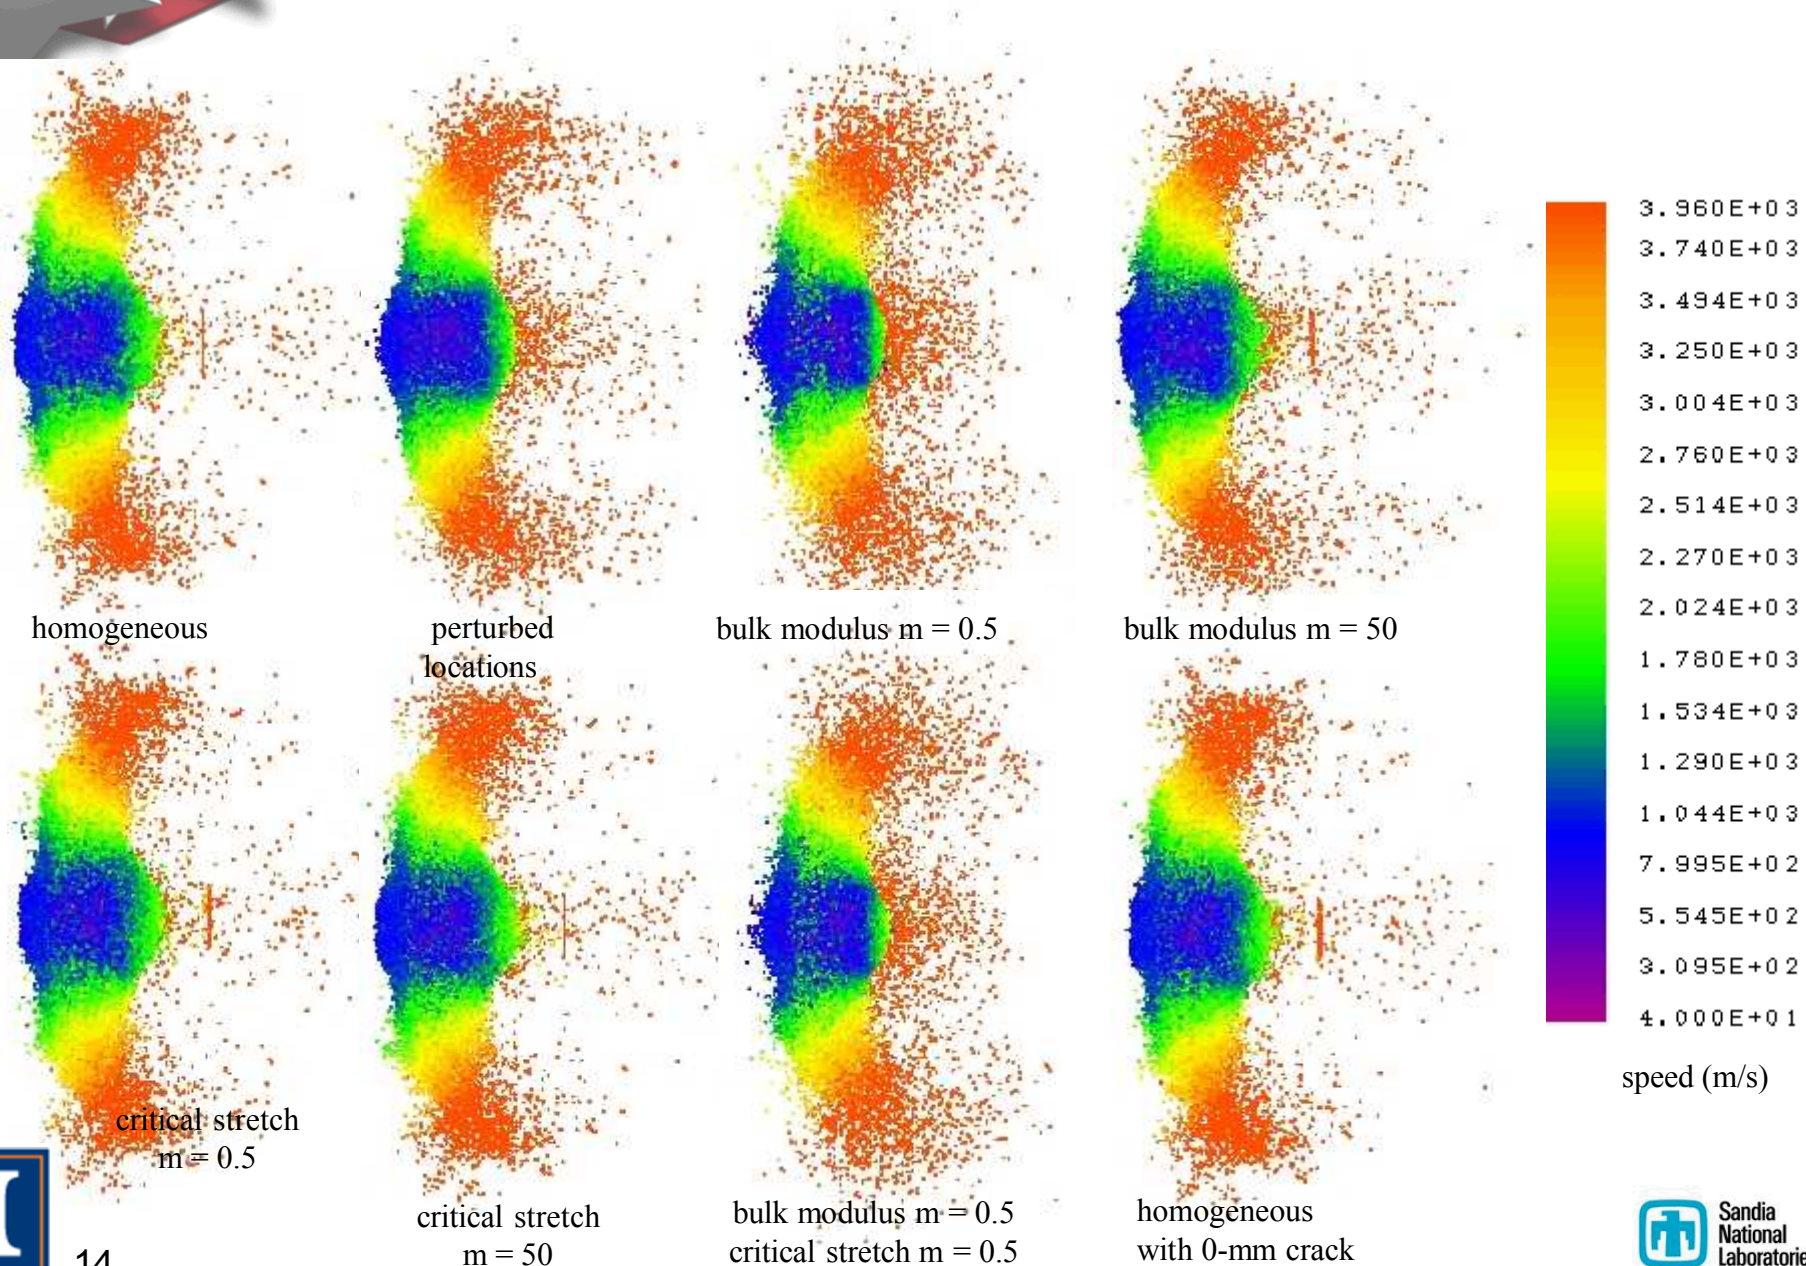 homogeneous
perturbed
locations
bulk modulus m = 0.5
bulk modulus m = 50
critical stretch
m = 0.5
critical stretch
m = 50
bulk modulus m = 0.5
critical stretch m = 0.5
homogeneous
with 0-mm crack
3.960E+03
3.740E+03
3.494E+03
3.250E+03
3.004E+03
2.760E+03
2.514E+03
2.270E+03
2.024E+03
1.780E+03
1.534E+03
1.290E+03
1.044E+03
7.995E+02
5.545E+02
3.095E+02
4.000E+01
speed (m/s)
I
14
Sandia
National
Laboratorie